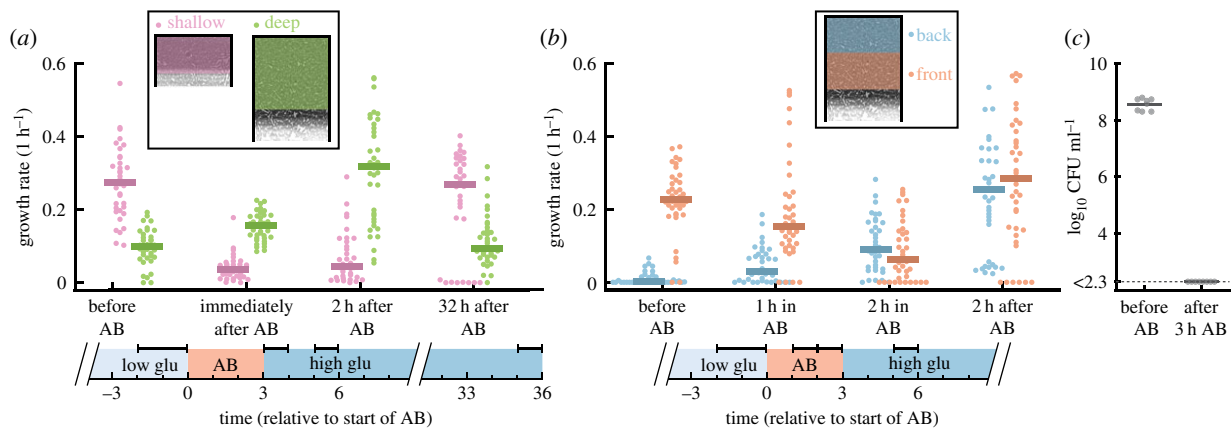 (a)
shallow
deep
growth rate (1 h⁻¹)
0.6
0.4
0.2
0
before
AB
immediately
after AB
2 h after
AB
32 h after
AB
low glu
AB
high glu
−3
0
3
6
33
36
time (relative to start of AB)
(b)
back
front
growth rate (1 h⁻¹)
0.6
0.4
0.2
0
before
AB
1 h in
AB
2 h in
AB
2 h after
AB
low glu
AB
high glu
−3
0
3
6
time (relative to start of AB)
(c)
log₁₀ CFU ml⁻¹
10
8
6
4
<2.3
before
AB
after
3 h AB